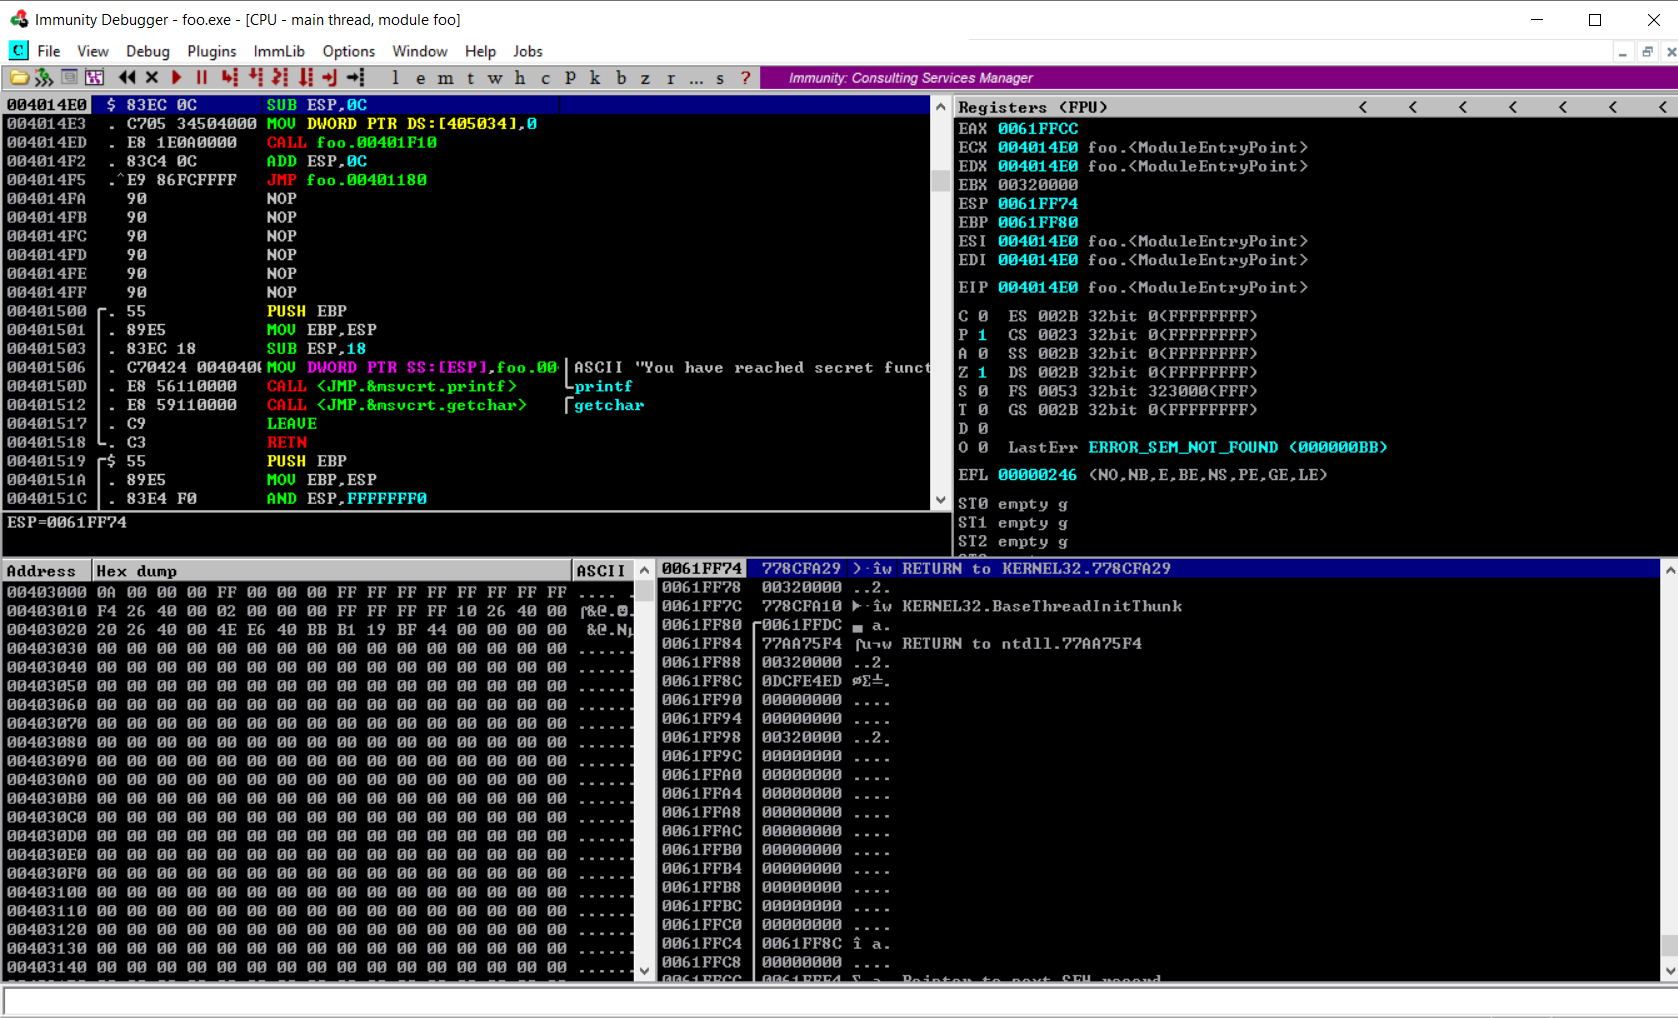 Immunity Debugger - foo.exe - [CPU - main thread, module foo]
C File View Debug Plugins ImmLib Options Window Help Jobs
l e m t w h c P k b z r ... s ? Immunity: Consulting Services Manager
004014E0 $ 83EC 0C SUB ESP,0C
004014E3 . C705 34504000 MOV DWORD PTR DS:[405034],0
004014ED . E8 1E0A0000 CALL foo.00401F10
004014F2 . 83C4 0C ADD ESP,0C
004014F5 .^E9 86FCFFFF JMP foo.00401180
004014FA 90 NOP
004014FB 90 NOP
004014FC 90 NOP
004014FD 90 NOP
004014FE 90 NOP
004014FF 90 NOP
00401500 . 55 PUSH EBP
00401501 . 89E5 MOV EBP,ESP
00401503 . 83EC 18 SUB ESP,18
00401506 . C70424 0040400 MOV DWORD PTR SS:[ESP],foo.00 ASCII "You have reached secret funct
0040150D . E8 56110000 CALL <JMP.&msvcrt.printf> printf
00401512 . E8 59110000 CALL <JMP.&msvcrt.getchar> getchar
00401517 . C9 LEAVE
00401518 . C3 RETN
00401519 $ 55 PUSH EBP
0040151A . 89E5 MOV EBP,ESP
0040151C . 83E4 F0 AND ESP,FFFFFFF0
ESP=0061FF74
Registers (FPU) < < < < < < <
EAX 0061FFCC
ECX 004014E0 foo.<ModuleEntryPoint>
EDX 004014E0 foo.<ModuleEntryPoint>
EBX 00320000
ESP 0061FF74
EBP 0061FF80
ESI 004014E0 foo.<ModuleEntryPoint>
EDI 004014E0 foo.<ModuleEntryPoint>
EIP 004014E0 foo.<ModuleEntryPoint>
C 0 ES 002B 32bit 0(FFFFFFFF)
P 1 CS 0023 32bit 0(FFFFFFFF)
A 0 SS 002B 32bit 0(FFFFFFFF)
Z 1 DS 002B 32bit 0(FFFFFFFF)
S 0 FS 0053 32bit 323000(FFF)
T 0 GS 002B 32bit 0(FFFFFFFF)
D 0
O 0 LastErr ERROR_SEM_NOT_FOUND (000000BB)
EFL 00000246 (NO,NB,E,BE,NS,PE,GE,LE)
ST0 empty g
ST1 empty g
ST2 empty g
Address Hex dump ASCII
00403000 0A 00 00 00 FF 00 00 00 FF FF FF FF FF FF FF FF .... .
00403010 F4 26 40 00 02 00 00 00 FF FF FF FF 10 26 40 00 ⌠&@.☻.
00403020 20 26 40 00 4E E6 40 BB B1 19 BF 44 00 00 00 00 &@.Nµ
00403030 00 00 00 00 00 00 00 00 00 00 00 00 00 00 00 00 ......
00403040 00 00 00 00 00 00 00 00 00 00 00 00 00 00 00 00 ......
00403050 00 00 00 00 00 00 00 00 00 00 00 00 00 00 00 00 ......
00403060 00 00 00 00 00 00 00 00 00 00 00 00 00 00 00 00 ......
00403070 00 00 00 00 00 00 00 00 00 00 00 00 00 00 00 00 ......
00403080 00 00 00 00 00 00 00 00 00 00 00 00 00 00 00 00 ......
00403090 00 00 00 00 00 00 00 00 00 00 00 00 00 00 00 00 ......
004030A0 00 00 00 00 00 00 00 00 00 00 00 00 00 00 00 00 ......
004030B0 00 00 00 00 00 00 00 00 00 00 00 00 00 00 00 00 ......
004030C0 00 00 00 00 00 00 00 00 00 00 00 00 00 00 00 00 ......
004030D0 00 00 00 00 00 00 00 00 00 00 00 00 00 00 00 00 ......
004030E0 00 00 00 00 00 00 00 00 00 00 00 00 00 00 00 00 ......
004030F0 00 00 00 00 00 00 00 00 00 00 00 00 00 00 00 00 ......
00403100 00 00 00 00 00 00 00 00 00 00 00 00 00 00 00 00 ......
00403110 00 00 00 00 00 00 00 00 00 00 00 00 00 00 00 00 ......
00403120 00 00 00 00 00 00 00 00 00 00 00 00 00 00 00 00 ......
00403130 00 00 00 00 00 00 00 00 00 00 00 00 00 00 00 00 ......
00403140 00 00 00 00 00 00 00 00 00 00 00 00 00 00 00 00 ......
0061FF74 778CFA29 )·îw RETURN to KERNEL32.778CFA29
0061FF78 00320000 ..2.
0061FF7C 778CFA10 ►·îw KERNEL32.BaseThreadInitThunk
0061FF80 0061FFDC ▄ a.
0061FF84 77AA75F4 ⌠u¬w RETURN to ntdll.77AA75F4
0061FF88 00320000 ..2.
0061FF8C 0DCFE4ED øΣ╧.
0061FF90 00000000 ....
0061FF94 00000000 ....
0061FF98 00320000 ..2.
0061FF9C 00000000 ....
0061FFA0 00000000 ....
0061FFA4 00000000 ....
0061FFA8 00000000 ....
0061FFAC 00000000 ....
0061FFB0 00000000 ....
0061FFB4 00000000 ....
0061FFB8 00000000 ....
0061FFBC 00000000 ....
0061FFC0 00000000 ....
0061FFC4 0061FF8C î a.
0061FFC8 00000000 ....
0061FFCC 0061FFE4 Σ a. Pointer to next SEH record